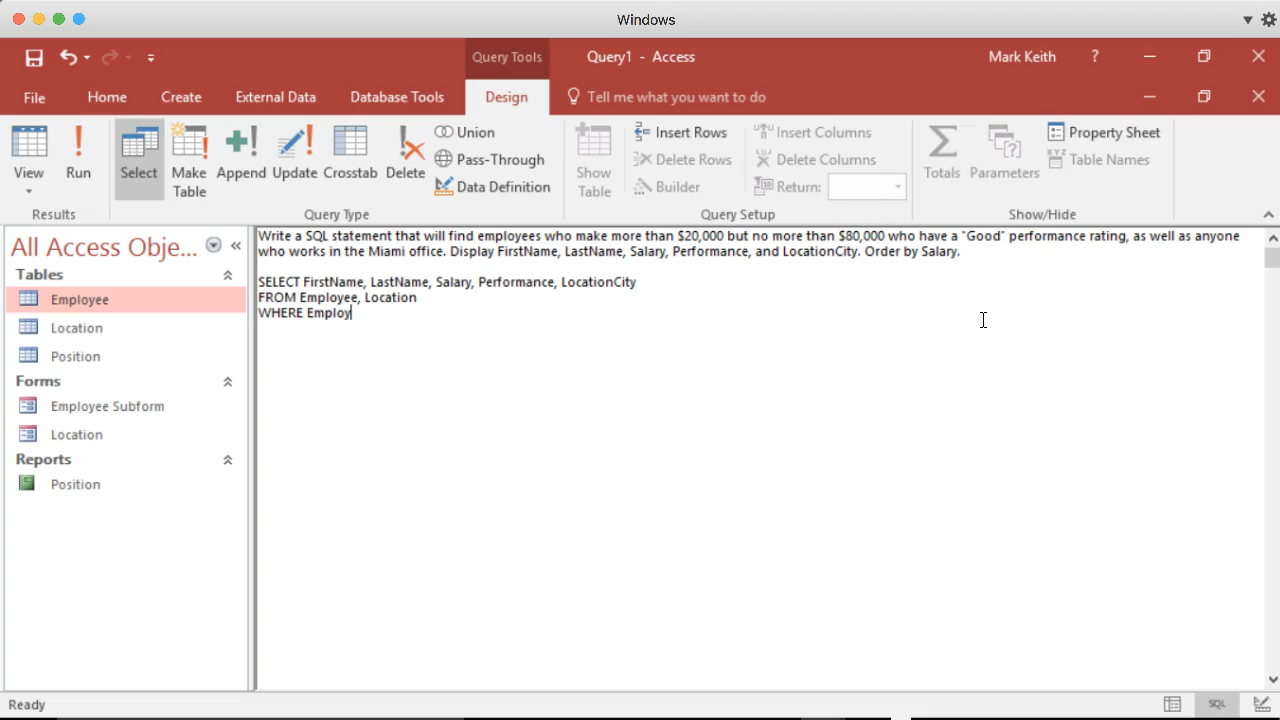 Windows
Query Tools
Query1 - Access
Mark Keith
?
File
Home
Create
External Data
Database Tools
Design
Tell me what you want to do
View
Run
Select
Make
Table
Append
Update
Crosstab
Delete
Union
Pass-Through
Data Definition
Show
Table
Insert Rows
Delete Rows
Builder
Insert Columns
Delete Columns
Return:
Totals
Parameters
Property Sheet
Table Names
Results
Query Type
Query Setup
Show/Hide
All Access Obje...
Tables
Employee
Location
Position
Forms
Employee Subform
Location
Reports
Position
Write a SQL statement that will find employees who make more than $20,000 but no more than $80,000 who have a "Good" performance rating, as well as anyone
who works in the Miami office. Display FirstName, LastName, Salary, Performance, and LocationCity. Order by Salary.
SELECT FirstName, LastName, Salary, Performance, LocationCity
FROM Employee, Location
WHERE Employ
Ready
SQL